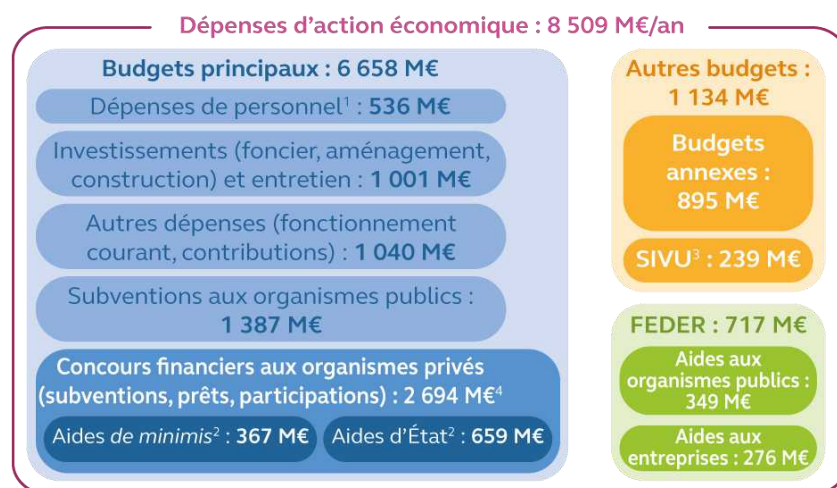 Dépenses d’action économique : 8 509 M€/an
Budgets principaux : 6 658 M€
Dépenses de personnel¹ : 536 M€
Investissements (foncier, aménagement,
construction) et entretien : 1 001 M€
Autres dépenses (fonctionnement
courant, contributions) : 1 040 M€
Subventions aux organismes publics :
1 387 M€
Concours financiers aux organismes privés
(subventions, prêts, participations) : 2 694 M€⁴
Aides de minimis² : 367 M€
Aides d’État² : 659 M€
Autres budgets :
1 134 M€
Budgets
annexes :
895 M€
SIVU³ : 239 M€
FEDER : 717 M€
Aides aux
organismes publics :
349 M€
Aides aux
entreprises : 276 M€